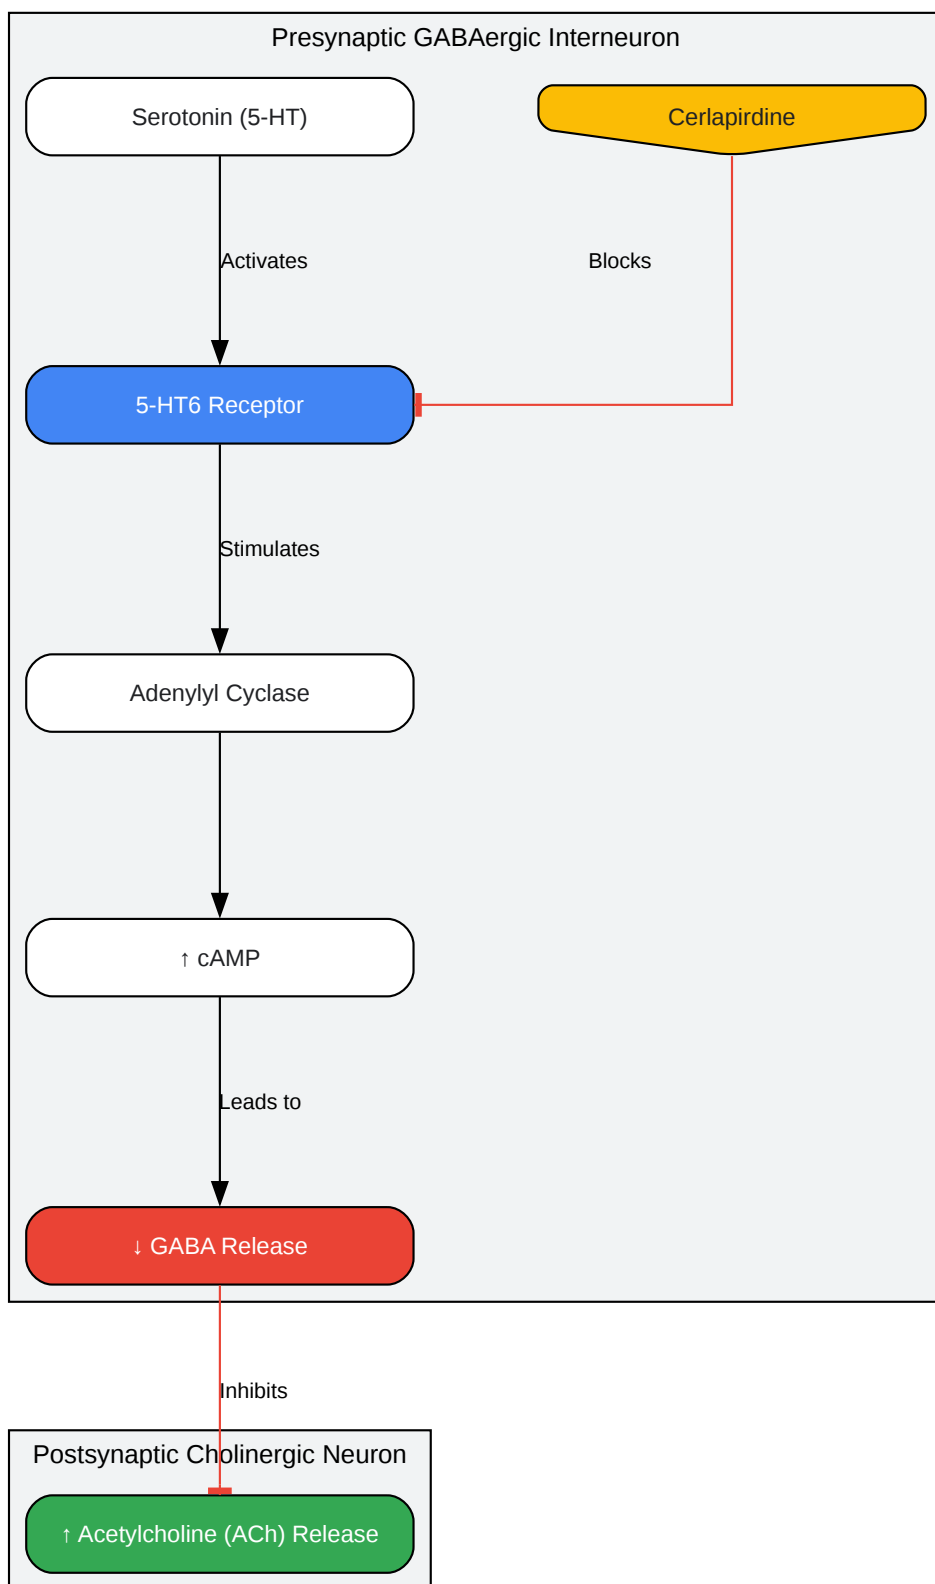 Presynaptic GABAergic Interneuron
Serotonin (5-HT)
Cerlapirdine
Activates
Blocks
5-HT6 Receptor
Stimulates
Adenylyl Cyclase
↑ cAMP
Leads to
↓ GABA Release
Inhibits
Postsynaptic Cholinergic Neuron
↑ Acetylcholine (ACh) Release